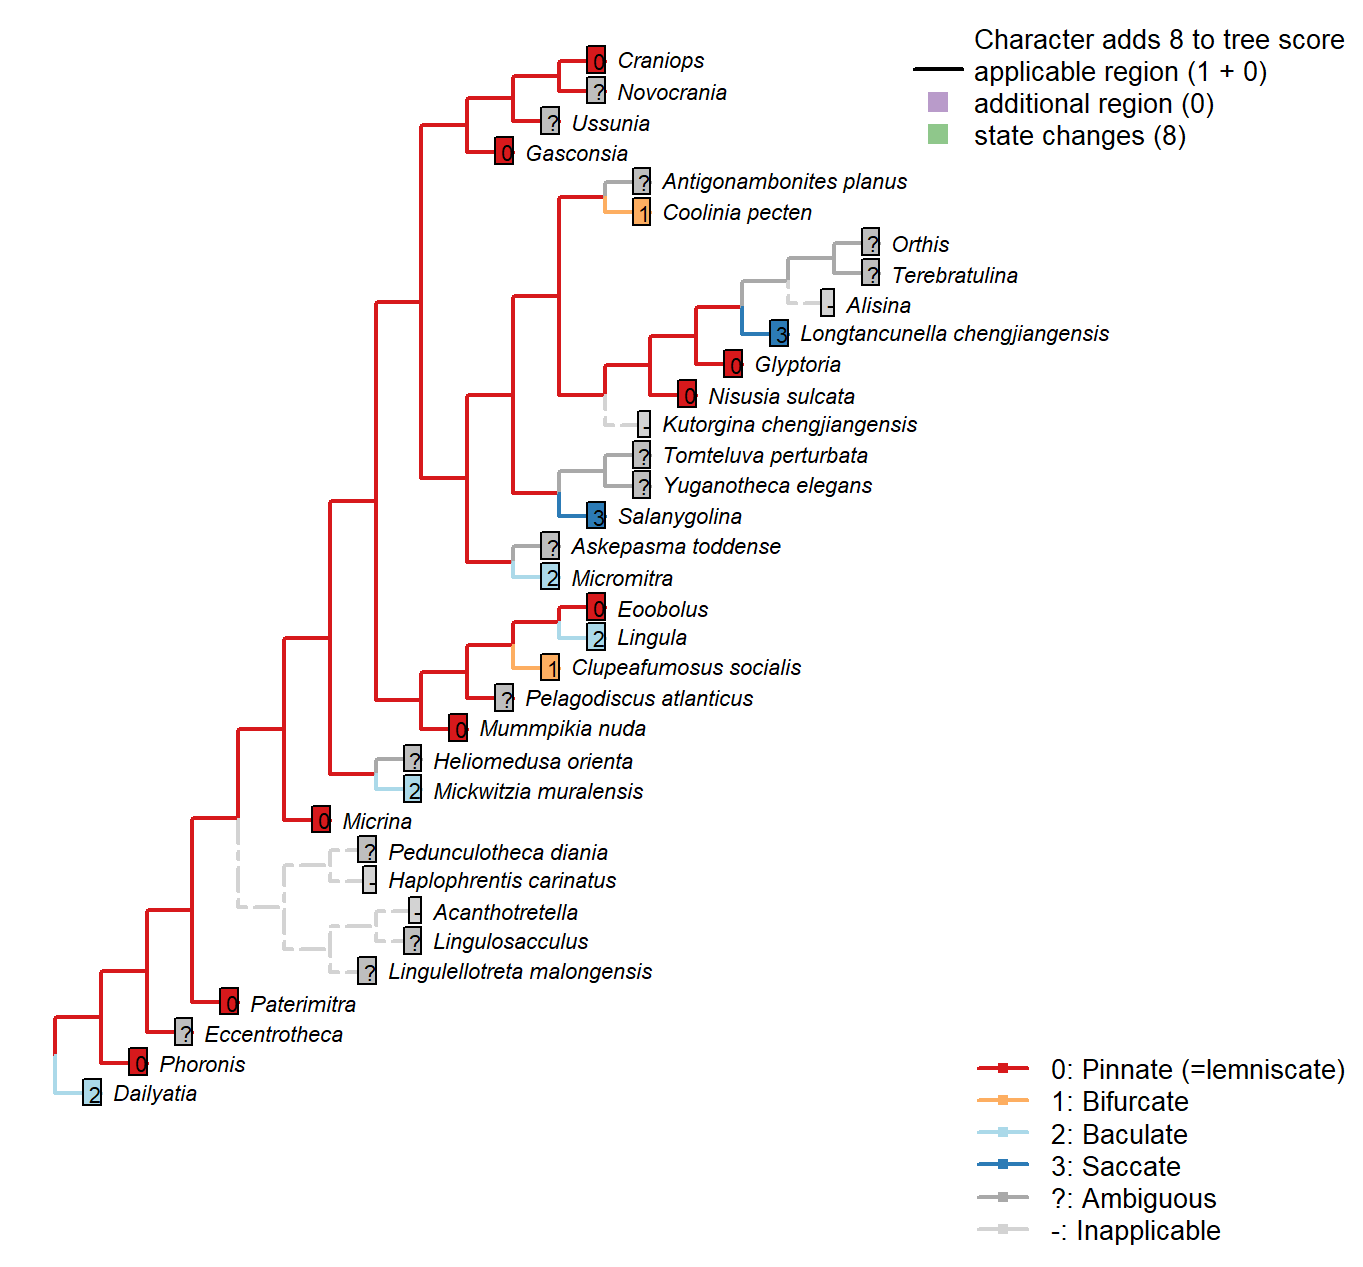 Character adds 8 to tree score
applicable region (1 + 0)
additional region (0)
state changes (8)
0 Craniops
? Novocrania
? Ussunia
0 Gasconsia
? Antigonambonites planus
1 Coolinia pecten
? Orthis
? Terebratulina
- Alisina
3 Longtancunella chengjiangensis
0 Glyptoria
0 Nisusia sulcata
- Kutorgina chengjiangensis
? Tomteluva perturbata
? Yuganotheca elegans
3 Salanygolina
? Askepasma toddense
2 Micromitra
0 Eoobolus
2 Lingula
1 Clupeafumosus socialis
? Pelagodiscus atlanticus
0 Mummpikia nuda
? Heliomedusa orienta
2 Mickwitzia muralensis
0 Micrina
? Pedunculotheca diania
- Haplophrentis carinatus
- Acanthotretella
? Lingulosacculus
? Lingulellotreta malongensis
0 Paterimitra
? Eccentrotheca
0 Phoronis
2 Dailyatia
0: Pinnate (=lemniscate)
1: Bifurcate
2: Baculate
3: Saccate
?: Ambiguous
-: Inapplicable